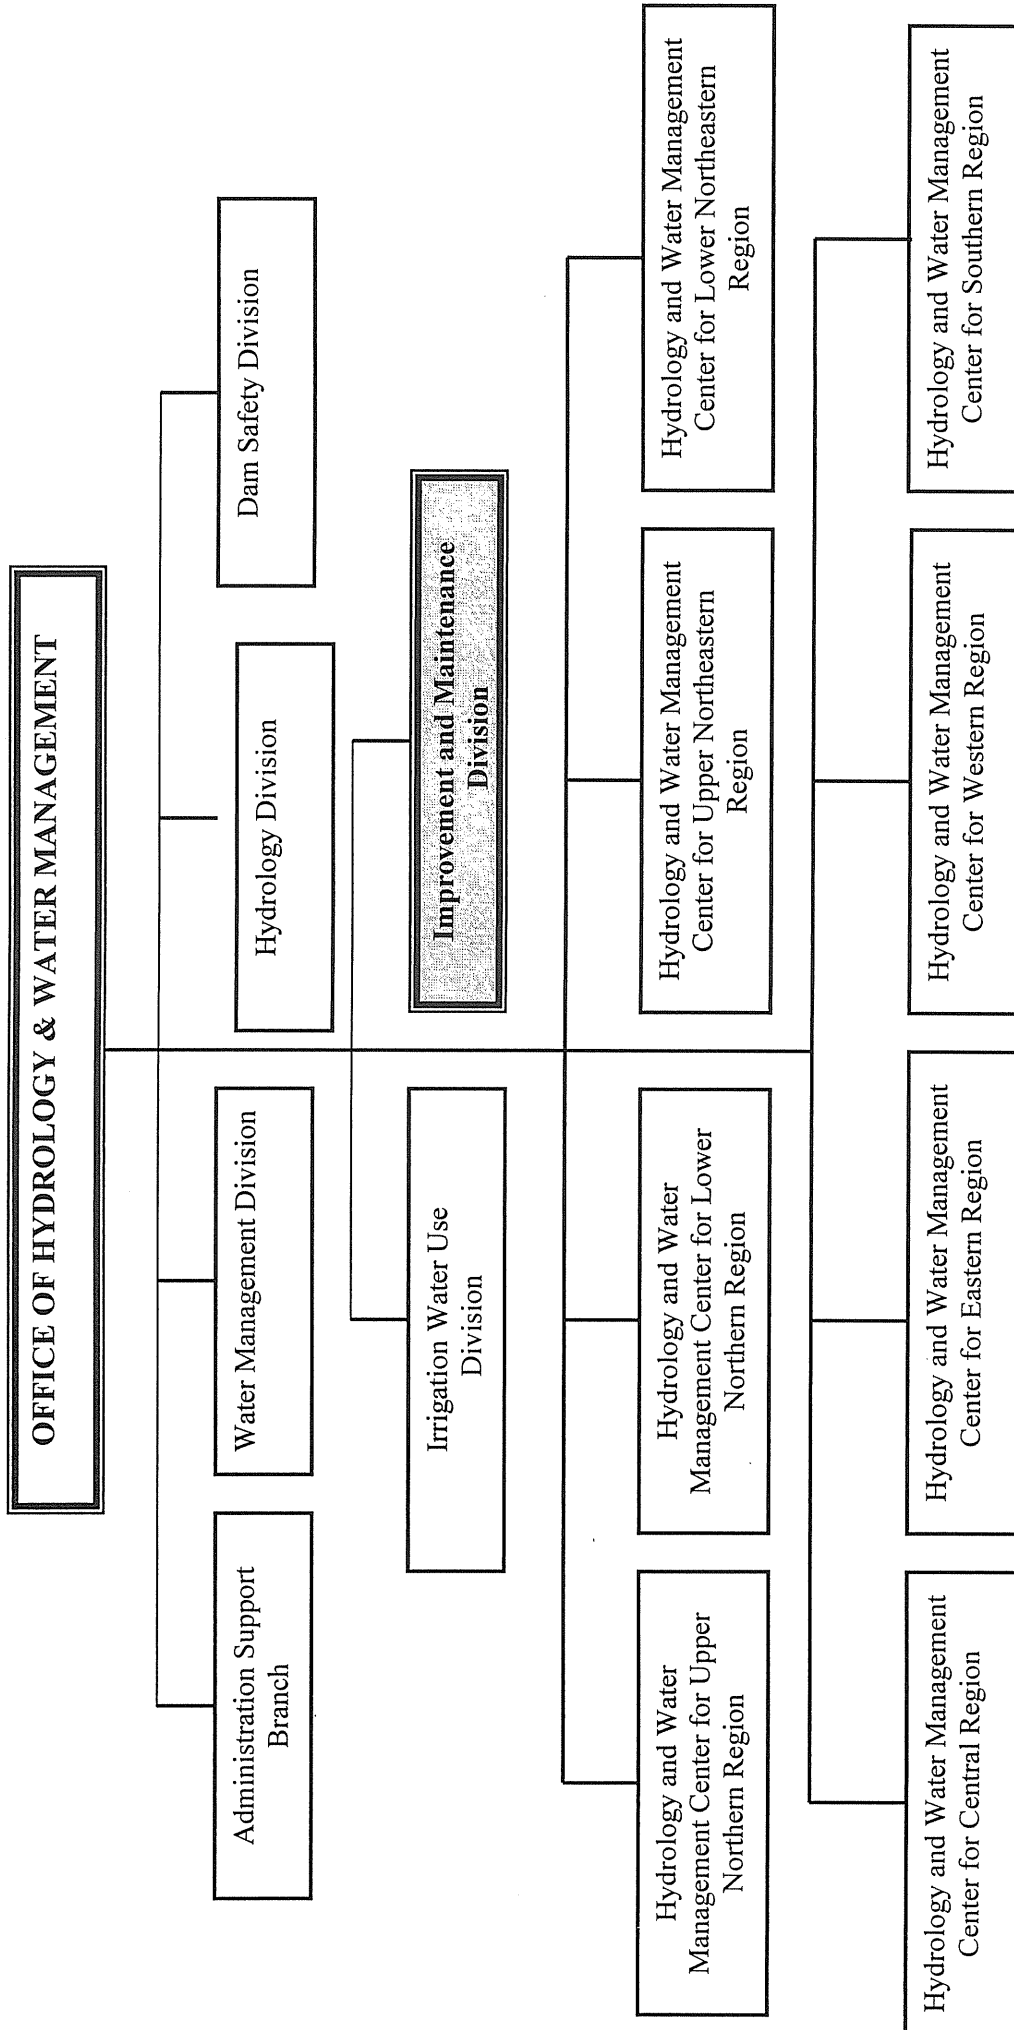 OFFICE OF HYDROLOGY & WATER MANAGEMENT
Administration Support
Branch
Water Management Division
Hydrology Division
Dam Safety Division
Irrigation Water Use
Division
Improvement and Maintenance
Division
Hydrology and Water
Management Center for Upper
Northern Region
Hydrology and Water
Management Center for Lower
Northern Region
Hydrology and Water Management
Center for Upper Northeastern
Region
Hydrology and Water Management
Center for Lower Northeastern
Region
Hydrology and Water Management
Center for Central Region
Hydrology and Water Management
Center for Eastern Region
Hydrology and Water Management
Center for Western Region
Hydrology and Water Management
Center for Southern Region